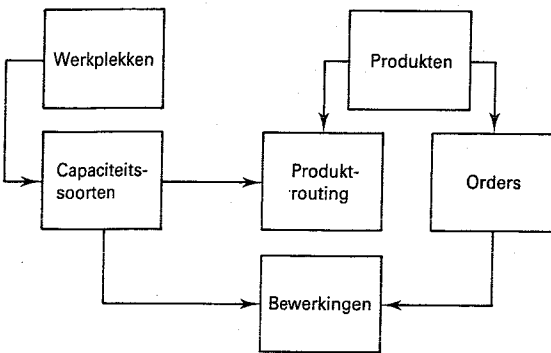 Werkplekken
Produkten
Capaciteits-
soorten
Produkt-
routing
Orders
Bewerkingen